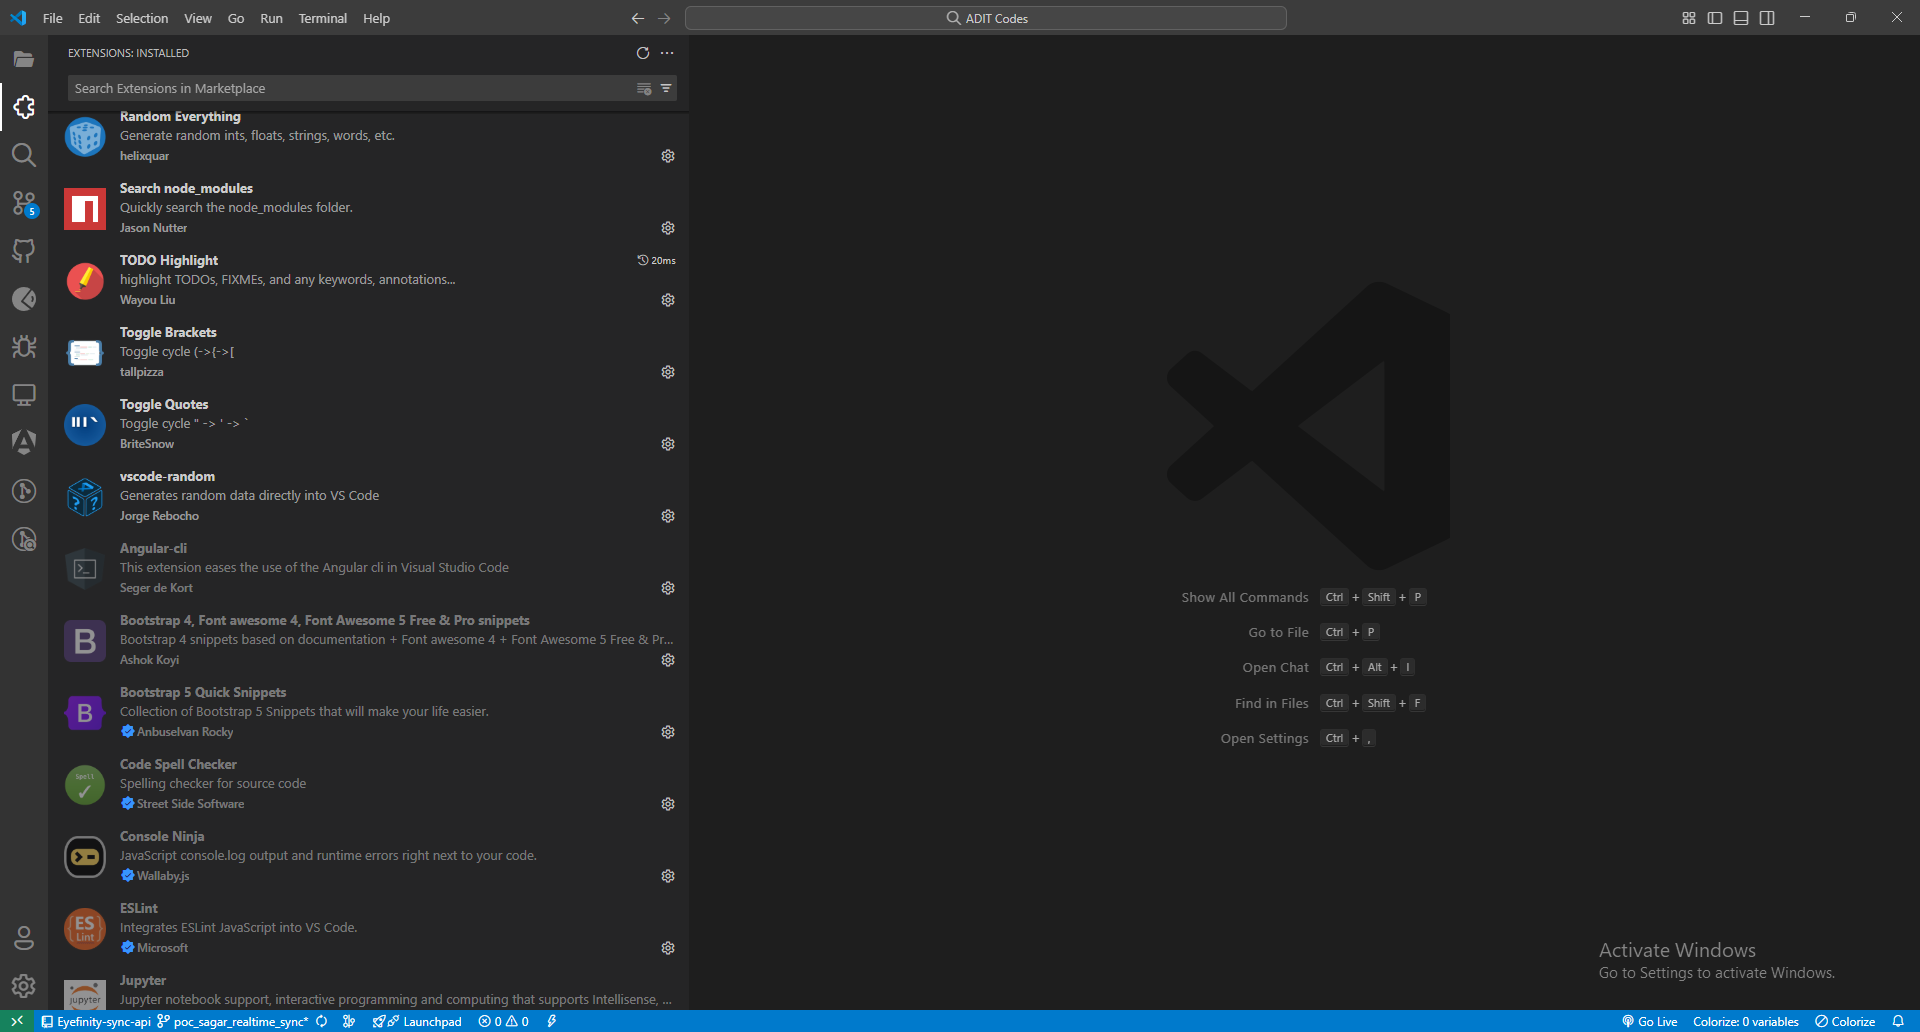 File Edit Selection View Go Run Terminal Help
ADIT Codes
EXTENSIONS: INSTALLED
Search Extensions in Marketplace
Random Everything
Generate random ints, floats, strings, words, etc.
helixquar
Search node_modules
Quickly search the node_modules folder.
Jason Nutter
TODO Highlight 20ms
highlight TODOs, FIXMEs, and any keywords, annotations...
Wayou Liu
Toggle Brackets
Toggle cycle (->{->[
tallpizza
Toggle Quotes
Toggle cycle " -> ' -> `
BriteSnow
vscode-random
Generates random data directly into VS Code
Jorge Rebocho
Angular-cli
This extension eases the use of the Angular cli in Visual Studio Code
Seger de Kort
Bootstrap 4, Font awesome 4, Font Awesome 5 Free & Pro snippets
Bootstrap 4 snippets based on documentation + Font awesome 4 + Font Awesome 5 Free & Pr...
Ashok Koyi
Bootstrap 5 Quick Snippets
Collection of Bootstrap 5 Snippets that will make your life easier.
Anbuselvan Rocky
Code Spell Checker
Spelling checker for source code
Street Side Software
Console Ninja
JavaScript console.log output and runtime errors right next to your code.
Wallaby.js
ESLint
Integrates ESLint JavaScript into VS Code.
Microsoft
Jupyter
Jupyter notebook support, interactive programming and computing that supports Intellisense, ...
5
B
B
Spell
ES
Lint
jupyter
Show All Commands Ctrl + Shift + P
Go to File Ctrl + P
Open Chat Ctrl + Alt + I
Find in Files Ctrl + Shift + F
Open Settings Ctrl + ,
Activate Windows
Go to Settings to activate Windows.
Eyefinity-sync-api poc_sagar_realtime_sync* Launchpad 0 0 Go Live Colorize: 0 variables Colorize